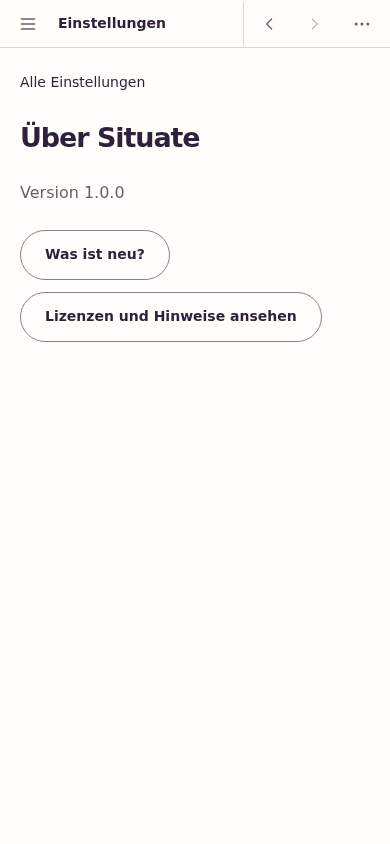 Einstellungen
Alle Einstellungen
Über Situate
Version 1.0.0
Was ist neu?
Lizenzen und Hinweise ansehen